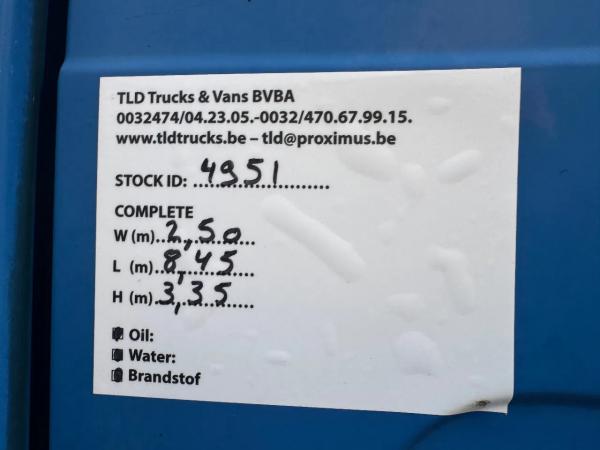 TLD Trucks & Vans BVBA
0032474/04.23.05.-0032/470.67.99.15.
www.tldtrucks.be – tld@proximus.be
STOCK ID: 4951
COMPLETE
W (m) 2,50
L (m) 8,45
H (m) 3,35
Oil:
Water:
Brandstof